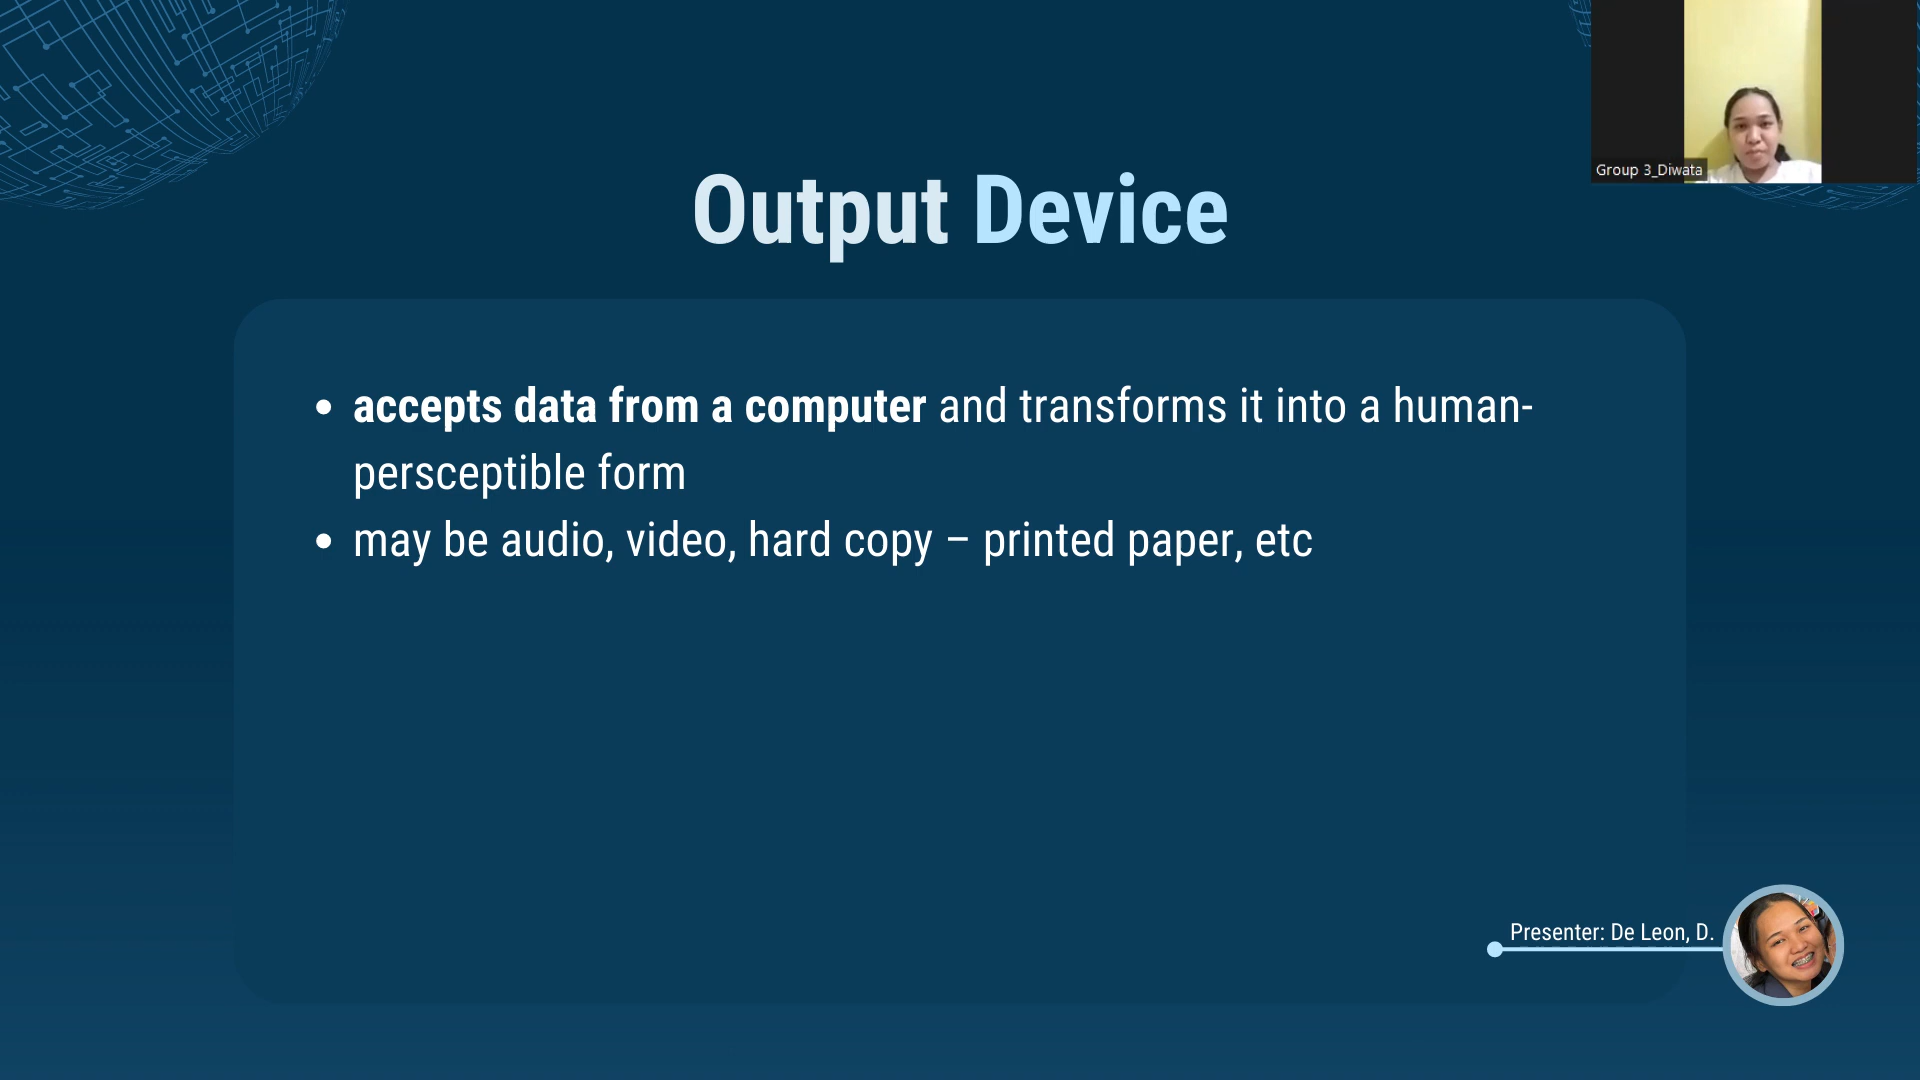 Group 3_Diwata
Output Device
• accepts data from a computer and transforms it into a human-
persceptible form
• may be audio, video, hard copy – printed paper, etc
Presenter: De Leon, D.